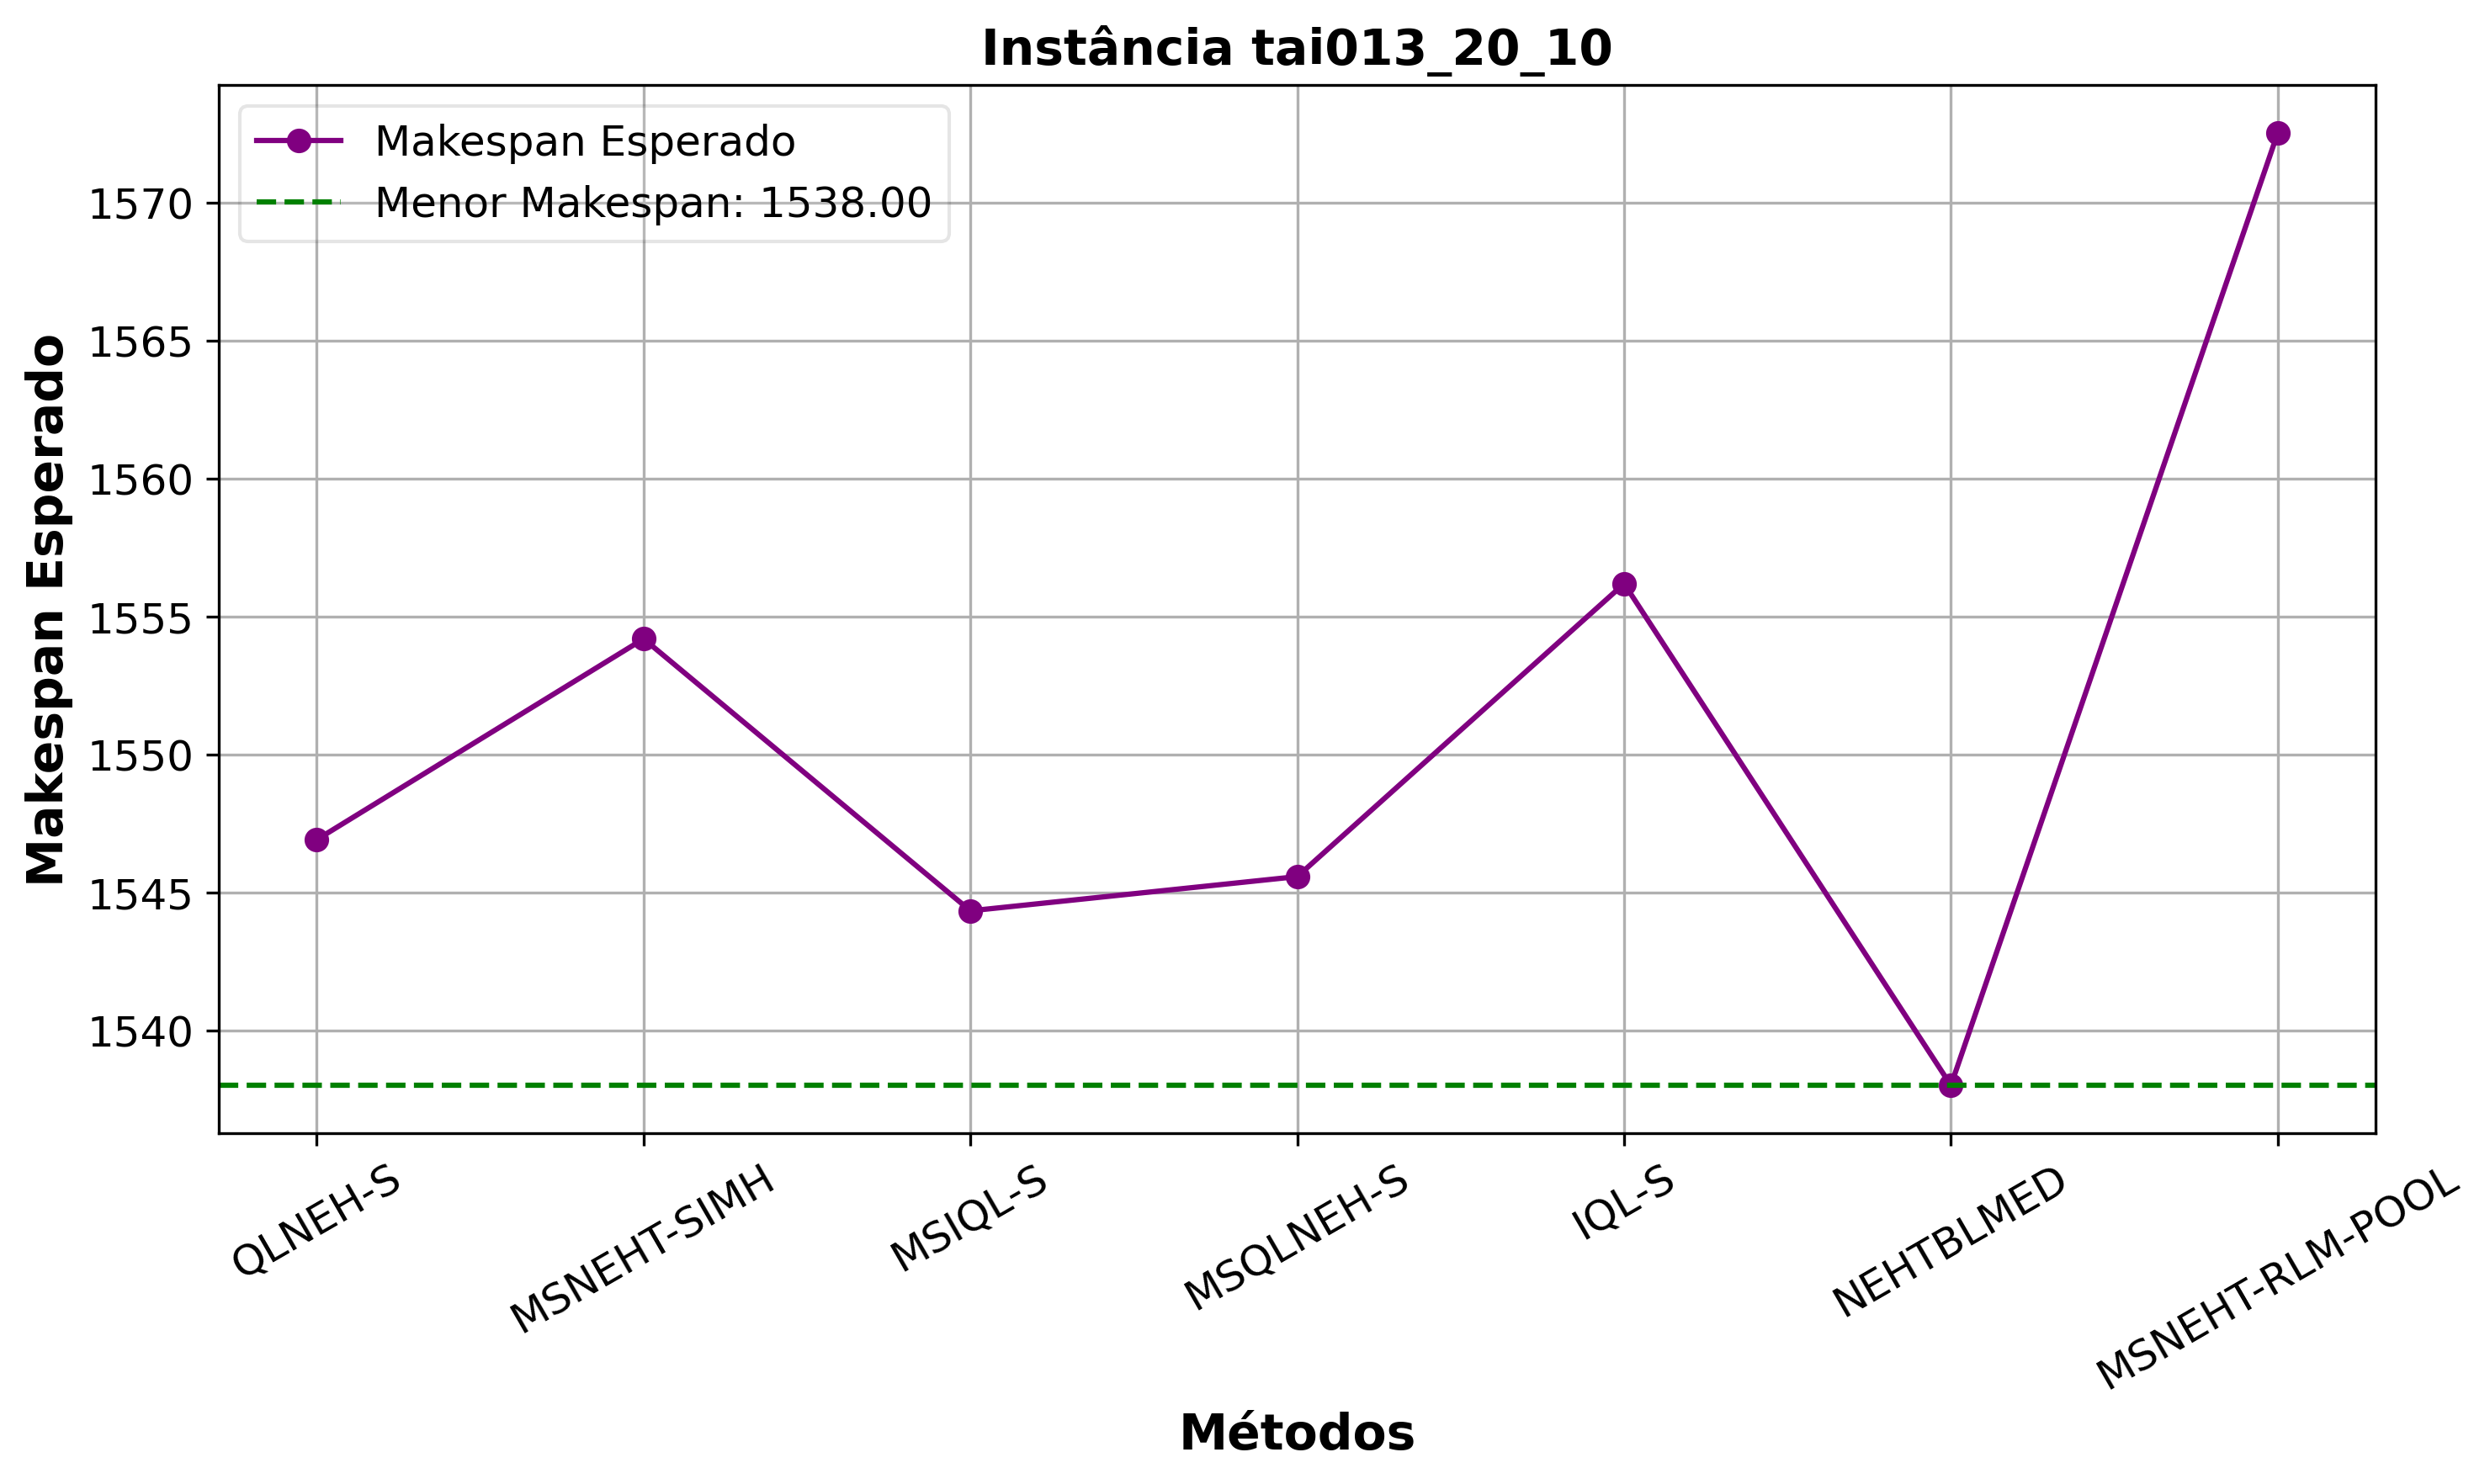 Instância tai013_20_10
Makespan Esperado
Menor Makespan: 1538.00
Makespan Esperado
1570
1565
1560
1555
1550
1545
1540
QLNEH-S
MSNEHT-SIMH
MSIQL-S
MSQLNEH-S
IQL-S
NEHTBLMED
MSNEHT-RLM-POOL
Métodos